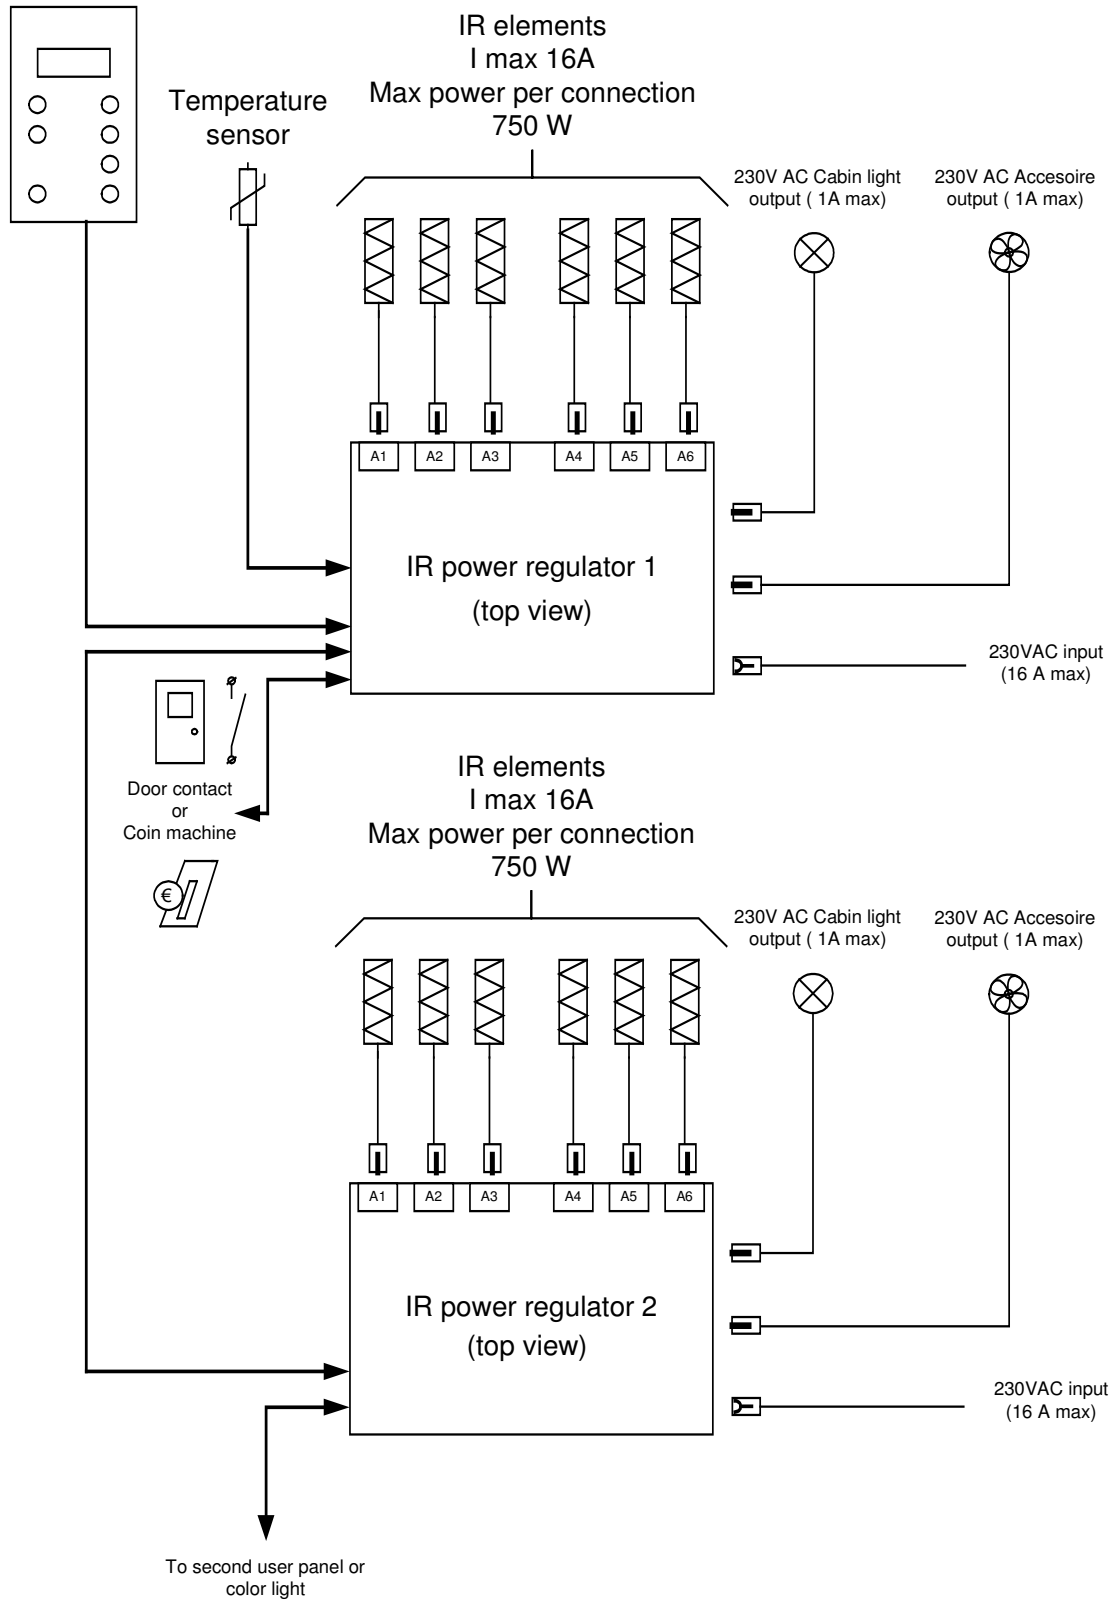 IR elements
I max 16A
Max power per connection
750 W
Temperature
sensor
230V AC Cabin light
output ( 1A max)
230V AC Accesoire
output ( 1A max)
A1
A2
A3
A4
A5
A6
IR power regulator 1
(top view)
230VAC input
(16 A max)
Door contact
or
Coin machine
€
IR elements
I max 16A
Max power per connection
750 W
230V AC Cabin light
output ( 1A max)
230V AC Accesoire
output ( 1A max)
A1
A2
A3
A4
A5
A6
IR power regulator 2
(top view)
230VAC input
(16 A max)
To second user panel or
color light